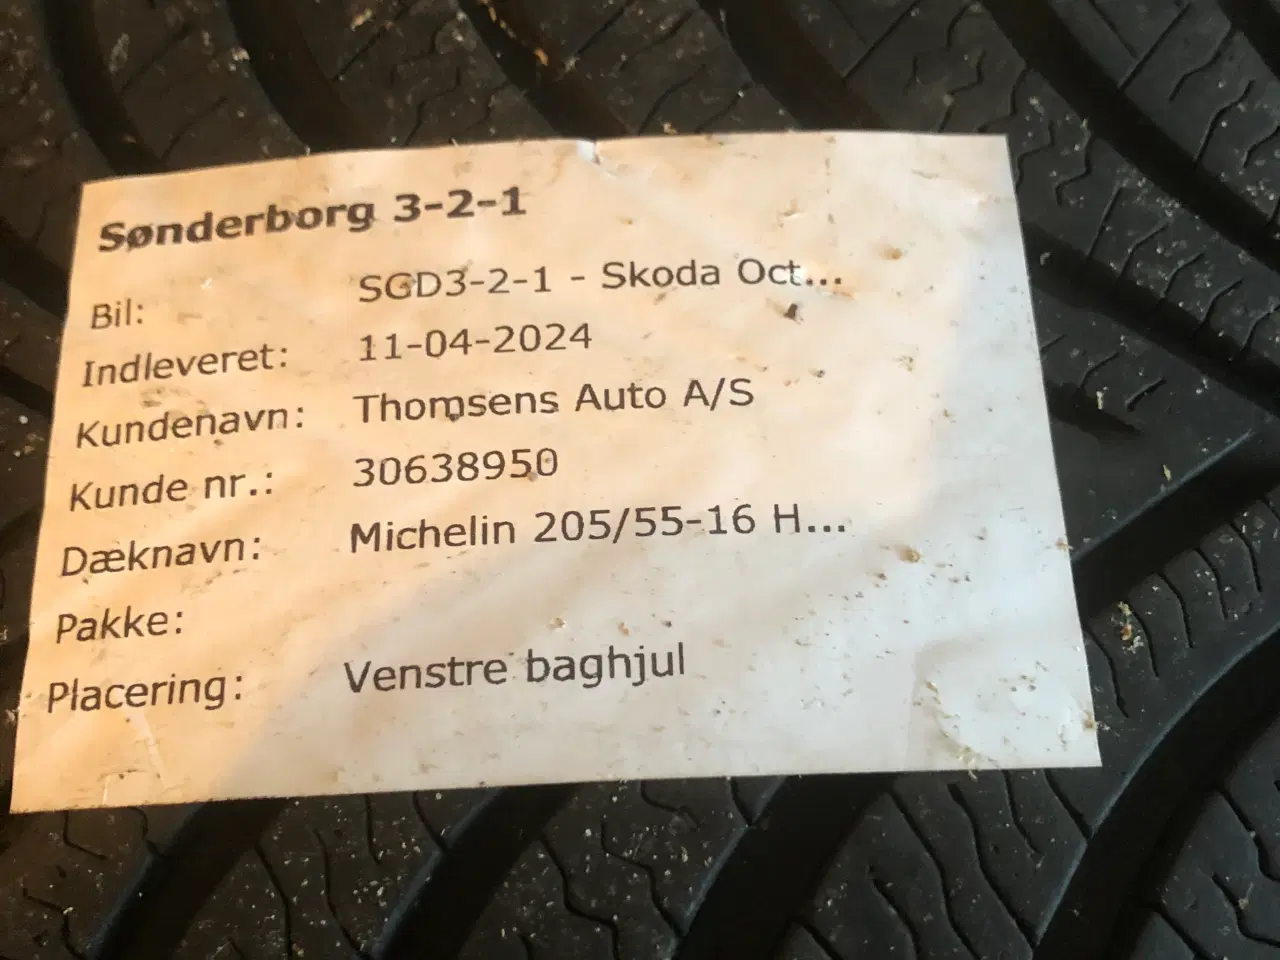 Sønderborg 3-2-1
Bil: SGD3-2-1 - Skoda Oct...
Indleveret: 11-04-2024
Kundenavn: Thomsens Auto A/S
Kunde nr.: 30638950
Dæknavn: Michelin 205/55-16 H...
Pakke:
Placering: Venstre baghjul